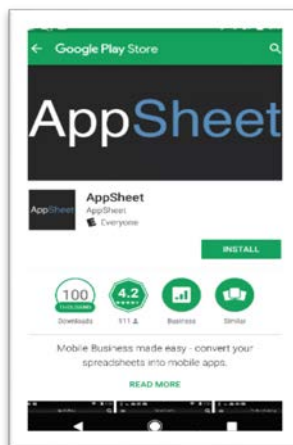 Google Play Store
AppSheet
AppSheet
AppSheet
AppSheet
Everyone
INSTALL
100
THOUSAND
4.2
Downloads
911
Business
Similar
Mobile Business made easy - convert your
spreadsheets into mobile apps.
READ MORE